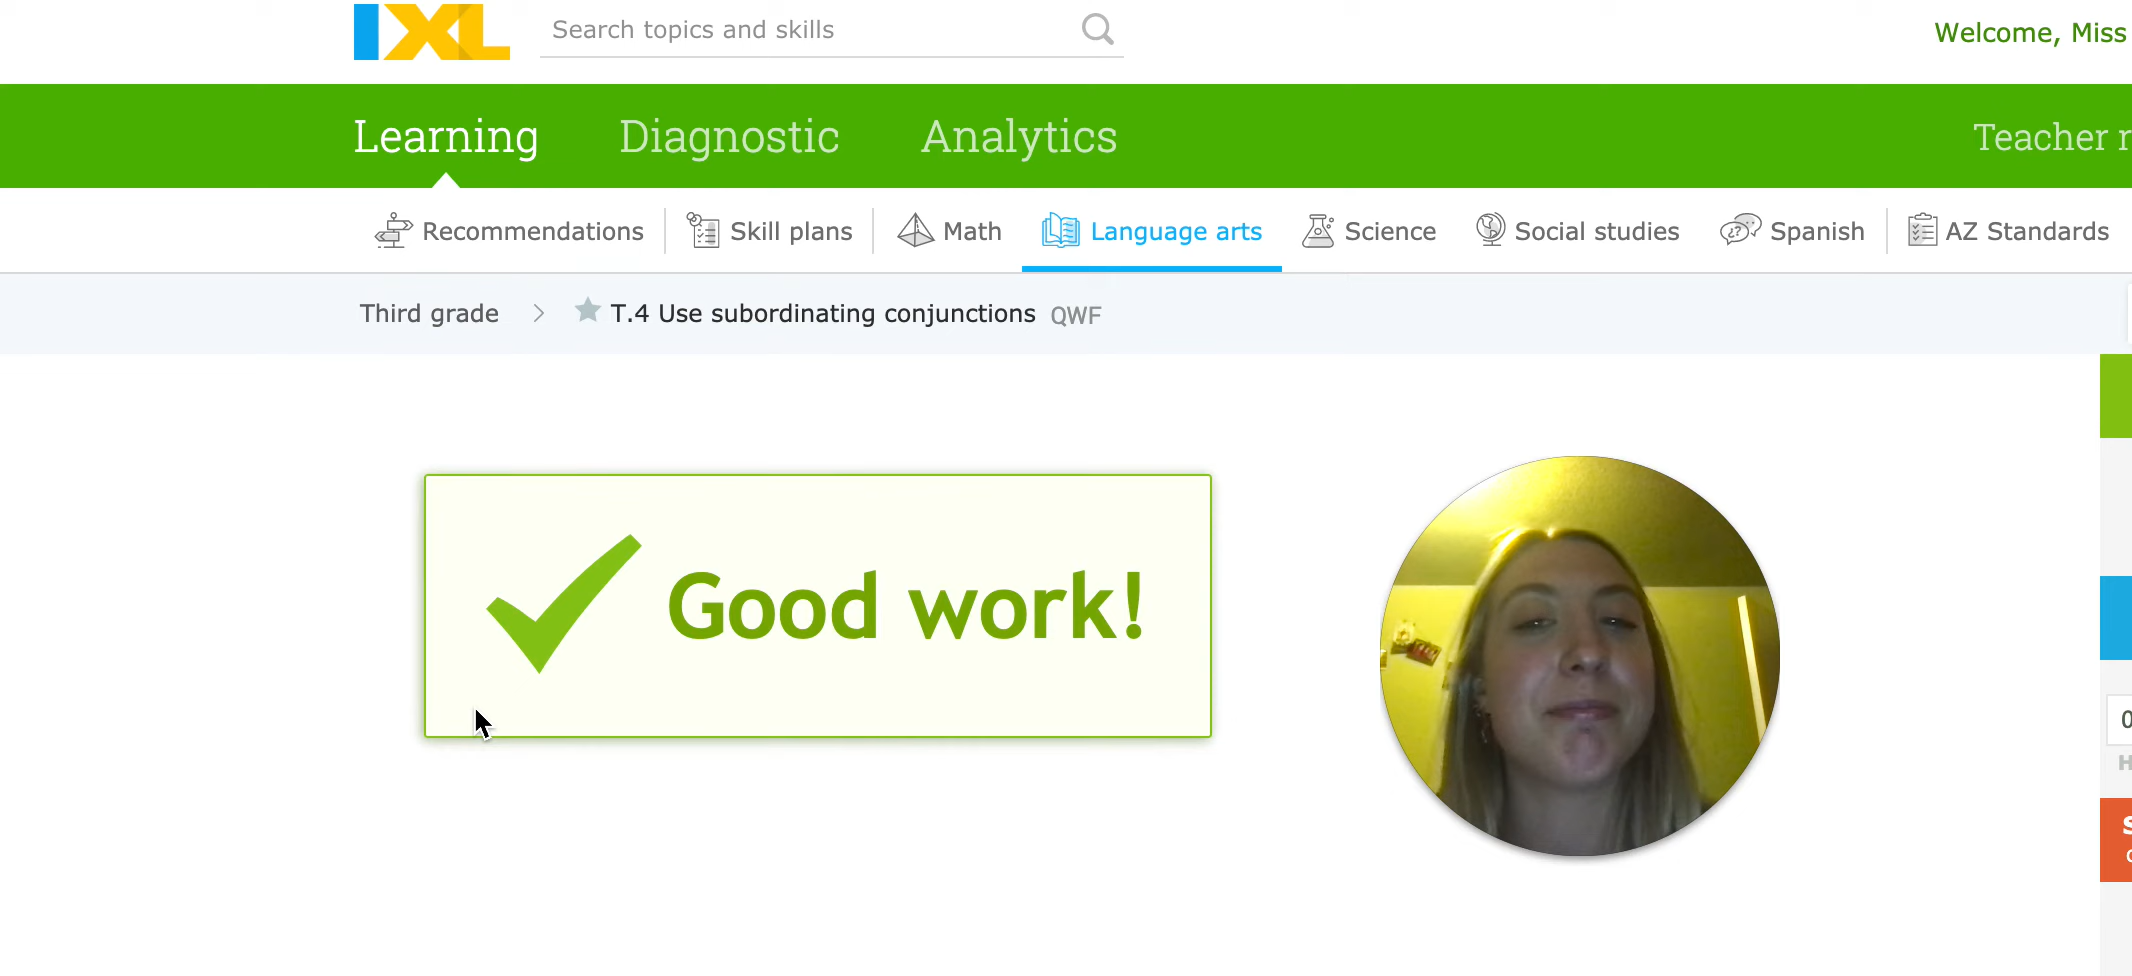 IXL
Search topics and skills
Welcome, Miss
Learning
Diagnostic
Analytics
Teacher r
Recommendations
Skill plans
Math
Language arts
Science
Social studies
Spanish
AZ Standards
Third grade
T.4 Use subordinating conjunctions QWF
Good work!